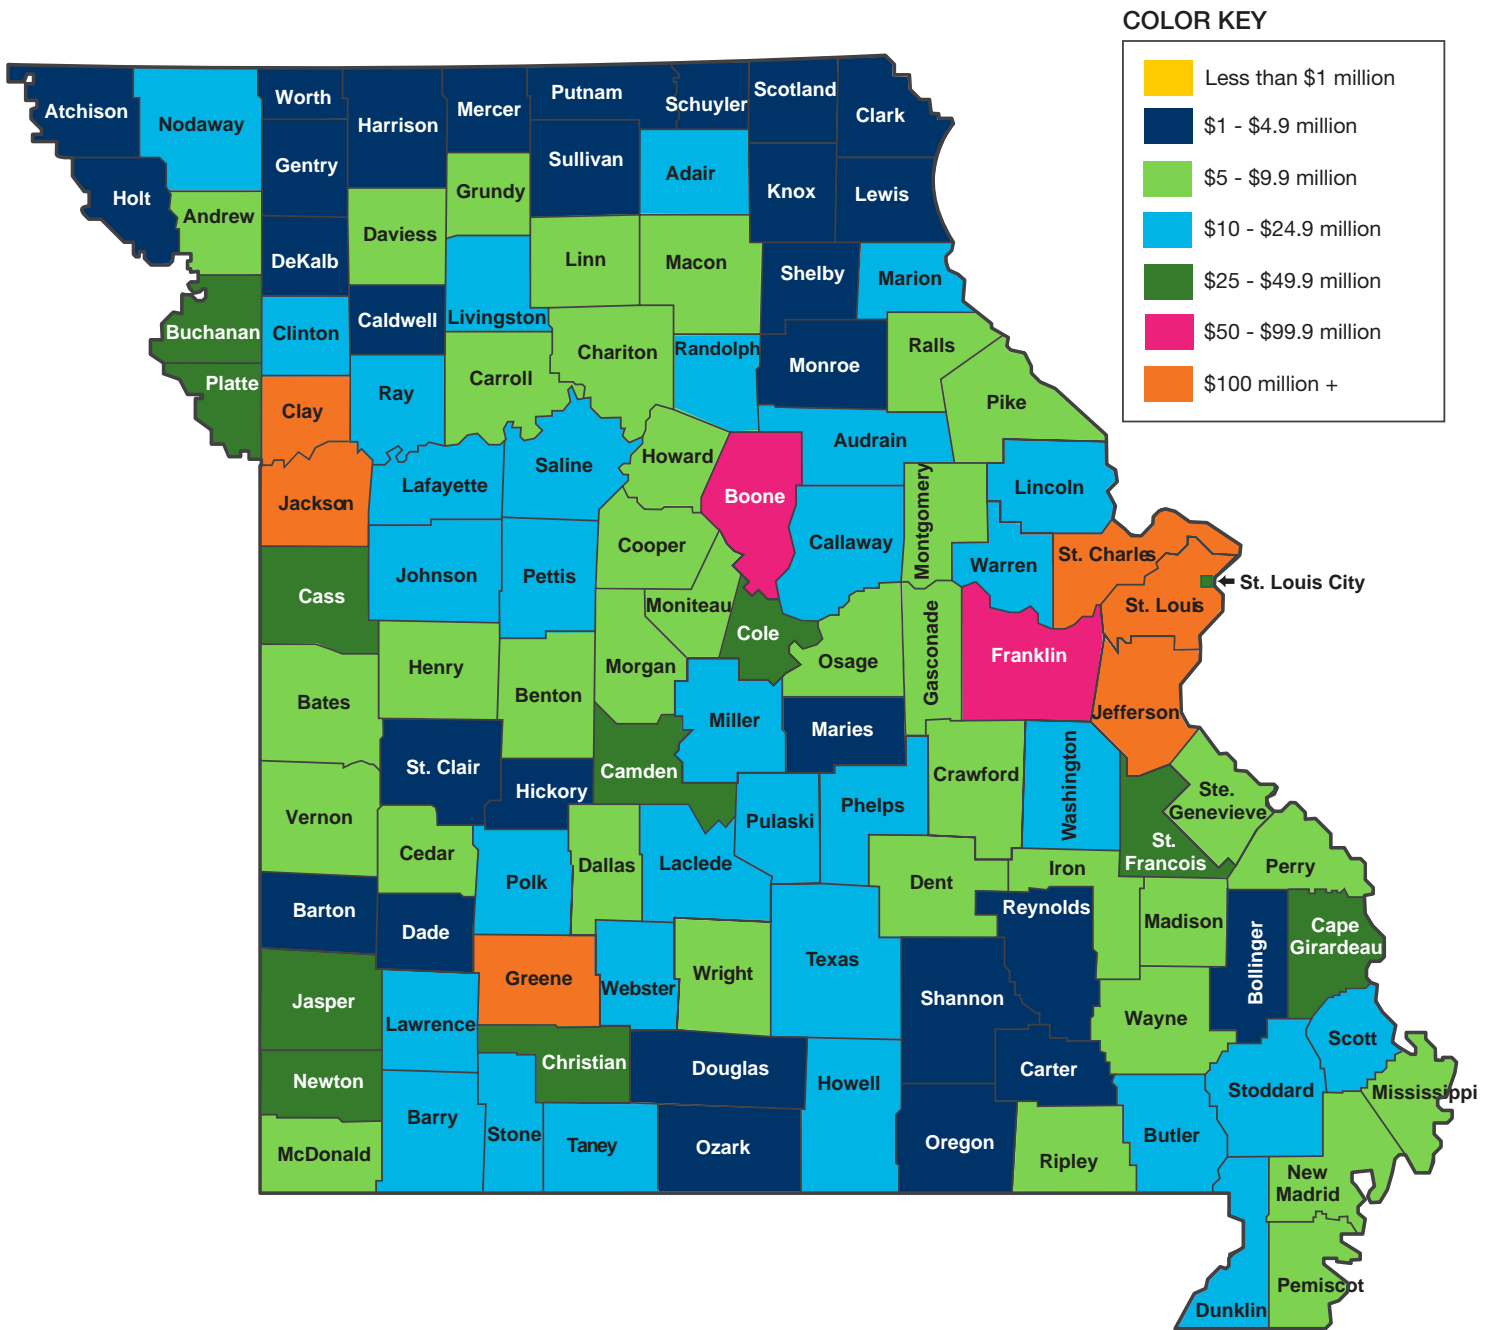 COLOR KEY
Less than $1 million
$1 - $4.9 million
$5 - $9.9 million
$10 - $24.9 million
$25 - $49.9 million
$50 - $99.9 million
$100 million +
Atchison
Nodaway
Worth
Harrison
Mercer
Putnam
Schuyler
Scotland
Clark
Holt
Andrew
Gentry
DeKalb
Daviess
Grundy
Sullivan
Adair
Knox
Lewis
Buchanan
Clinton
Caldwell
Livingston
Linn
Macon
Shelby
Marion
Platte
Clay
Ray
Carroll
Chariton
Randolph
Monroe
Ralls
Pike
Jackson
Lafayette
Saline
Howard
Boone
Audrain
Callaway
Montgomery
Lincoln
Warren
St. Charles
St. Louis City
St. Louis
Cass
Johnson
Pettis
Cooper
Moniteau
Cole
Osage
Gasconade
Franklin
Jefferson
Bates
Henry
Benton
Morgan
Miller
Maries
St. Clair
Hickory
Camden
Pulaski
Phelps
Crawford
Washington
Ste.
Genevieve
St.
Francois
Perry
Vernon
Cedar
Polk
Dallas
Laclede
Dent
Iron
Reynolds
Madison
Bollinger
Cape
Girardeau
Barton
Dade
Greene
Webster
Wright
Texas
Shannon
Wayne
Scott
Jasper
Lawrence
Christian
Douglas
Howell
Carter
Stoddard
Mississippi
Newton
Barry
Stone
Taney
Ozark
Oregon
Ripley
Butler
New
Madrid
McDonald
Pemiscot
Dunklin